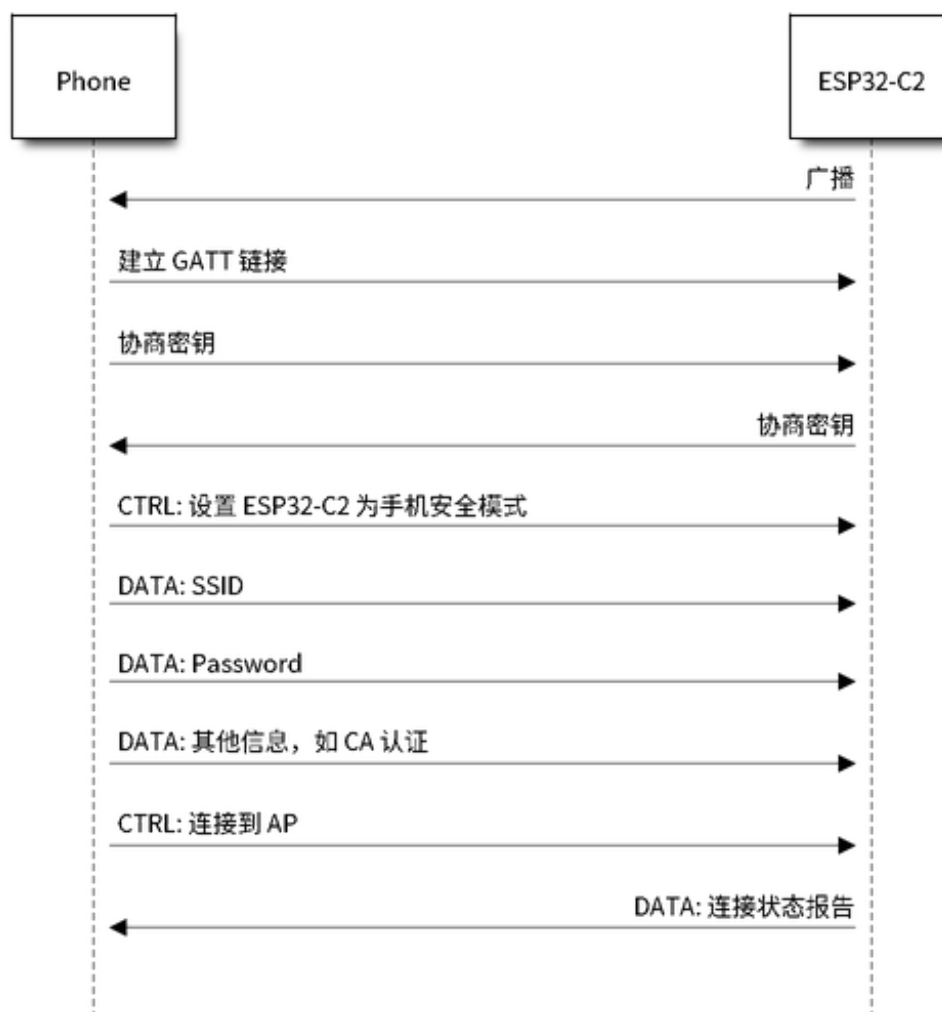 Phone
ESP32-C2
广播
建立 GATT 链接
协商密钥
协商密钥
CTRL: 设置 ESP32-C2 为手机安全模式
DATA: SSID
DATA: Password
DATA: 其他信息，如 CA 认证
CTRL: 连接到 AP
DATA: 连接状态报告